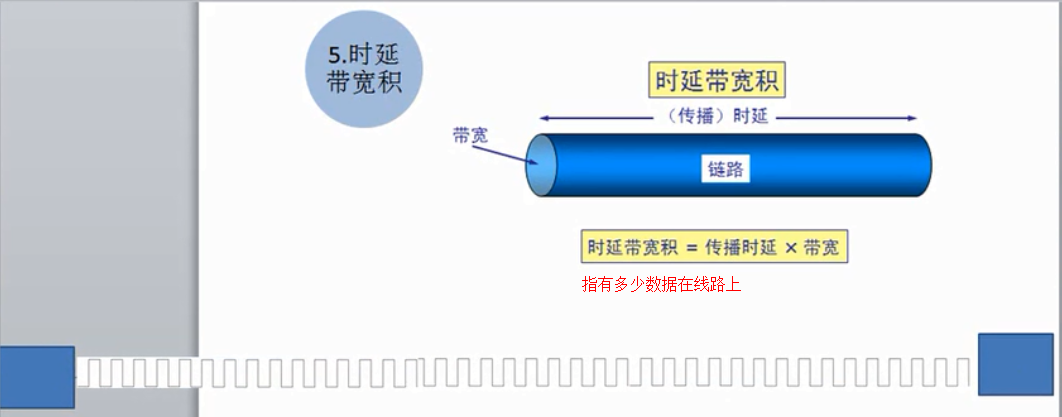 5.时延
带宽积
时延带宽积
（传播）时延
带宽
链路
时延带宽积 = 传播时延 × 带宽
指有多少数据在线路上